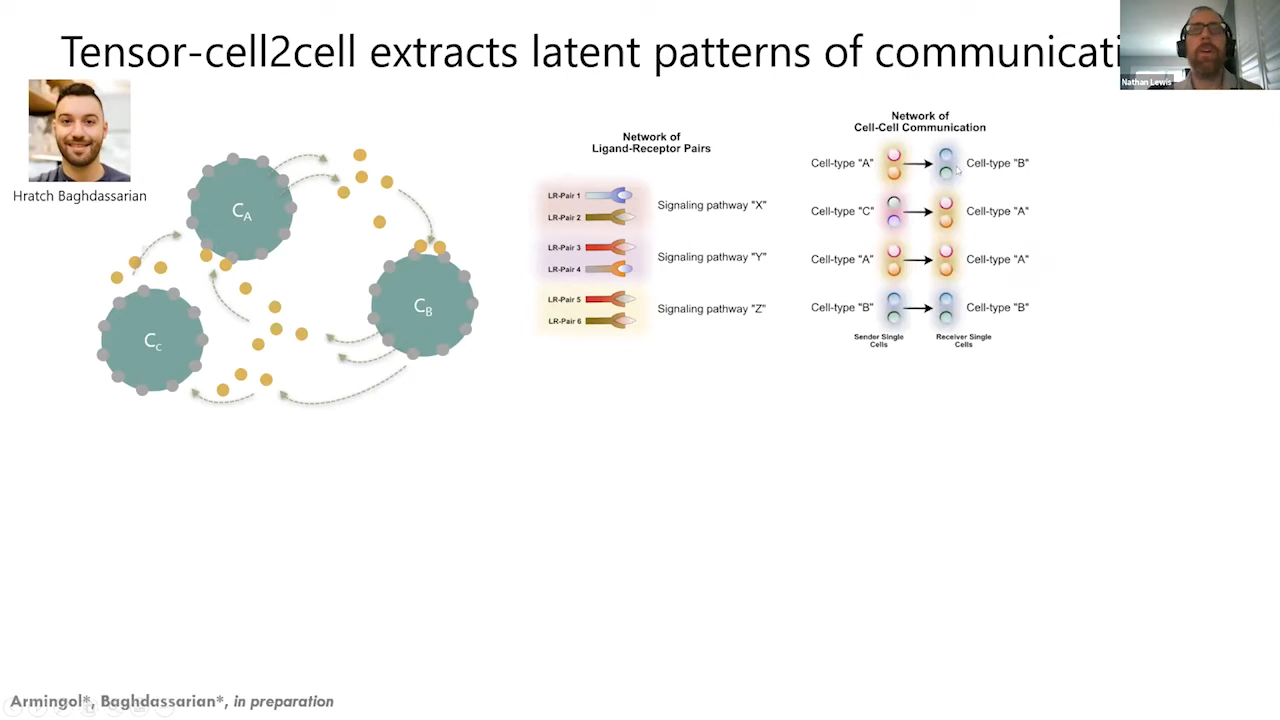 Tensor-cell2cell extracts latent patterns of communicati
Nathan Lewis
Hratch Baghdassarian
CA
CB
CC
Network of
Ligand-Receptor Pairs
LR-Pair 1
LR-Pair 2
Signaling pathway "X"
LR-Pair 3
LR-Pair 4
Signaling pathway "Y"
LR-Pair 5
LR-Pair 6
Signaling pathway "Z"
Network of
Cell-Cell Communication
Cell-type "A" Cell-type "B"
Cell-type "C" Cell-type "A"
Cell-type "A" Cell-type "A"
Cell-type "B" Cell-type "B"
Sender Single
Cells
Receiver Single
Cells
Armingol*, Baghdassarian*, in preparation